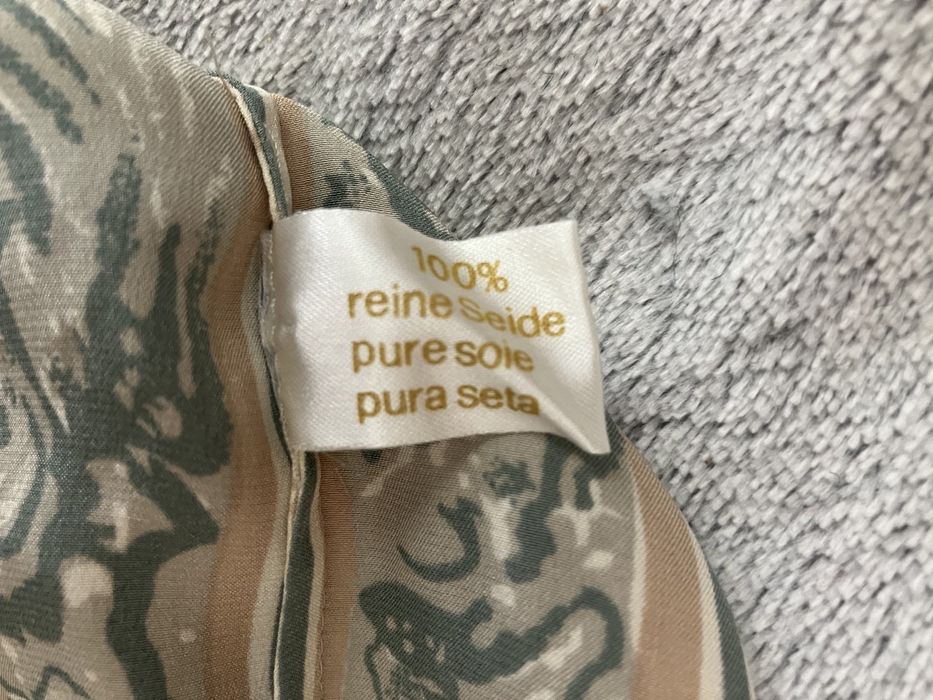 100%
reine Seide
pure soie
pura seta